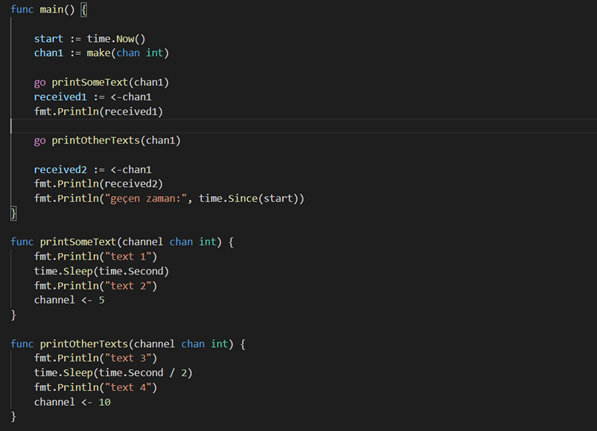 func main() {
start := time.Now()
chan1 := make(chan int)
go printSomeText(chan1)
received1 := <-chan1
fmt.Println(received1)
go printOtherTexts(chan1)
received2 := <-chan1
fmt.Println(received2)
fmt.Println("geçen zaman:", time.Since(start))
}
func printSomeText(channel chan int) {
fmt.Println("text 1")
time.Sleep(time.Second)
fmt.Println("text 2")
channel <- 5
}
func printOtherTexts(channel chan int) {
fmt.Println("text 3")
time.Sleep(time.Second / 2)
fmt.Println("text 4")
channel <- 10
}